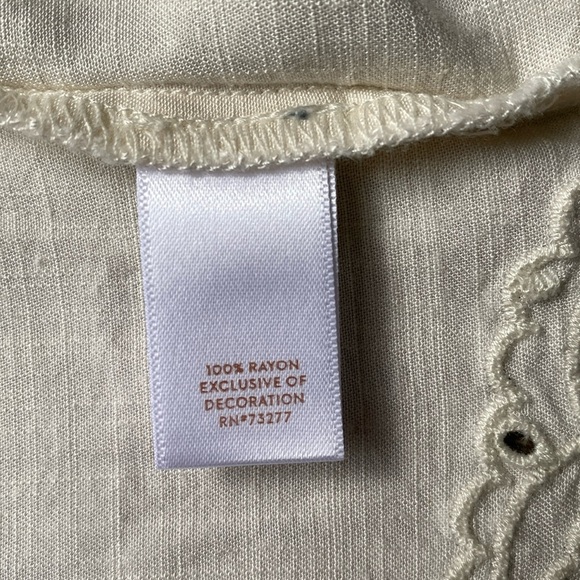 100% RAYON
EXCLUSIVE OF
DECORATION
RN#73277